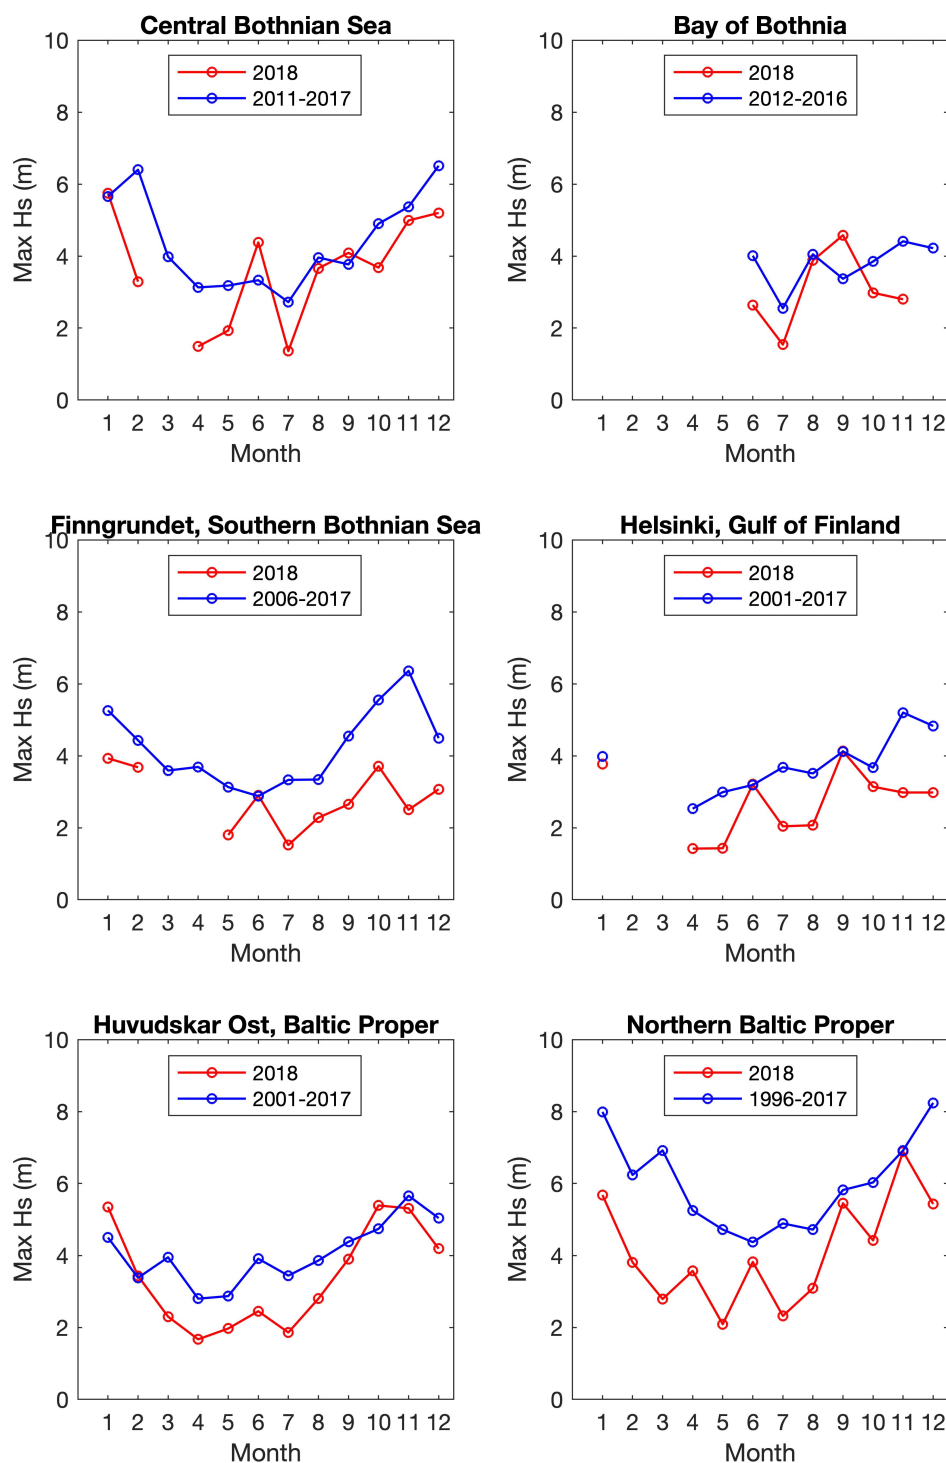 Central Bothnian Sea
10
8
6
4
2
0
Max Hs (m)
2018
2011-2017
1 2 3 4 5 6 7 8 9 10 11 12
Month
Bay of Bothnia
10
8
6
4
2
0
Max Hs (m)
2018
2012-2016
1 2 3 4 5 6 7 8 9 10 11 12
Month
Finngrundet, Southern Bothnian Sea
10
8
6
4
2
0
Max Hs (m)
2018
2006-2017
1 2 3 4 5 6 7 8 9 10 11 12
Month
Helsinki, Gulf of Finland
10
8
6
4
2
0
Max Hs (m)
2018
2001-2017
1 2 3 4 5 6 7 8 9 10 11 12
Month
Huvudskar Ost, Baltic Proper
10
8
6
4
2
0
Max Hs (m)
2018
2001-2017
1 2 3 4 5 6 7 8 9 10 11 12
Month
Northern Baltic Proper
10
8
6
4
2
0
Max Hs (m)
2018
1996-2017
1 2 3 4 5 6 7 8 9 10 11 12
Month